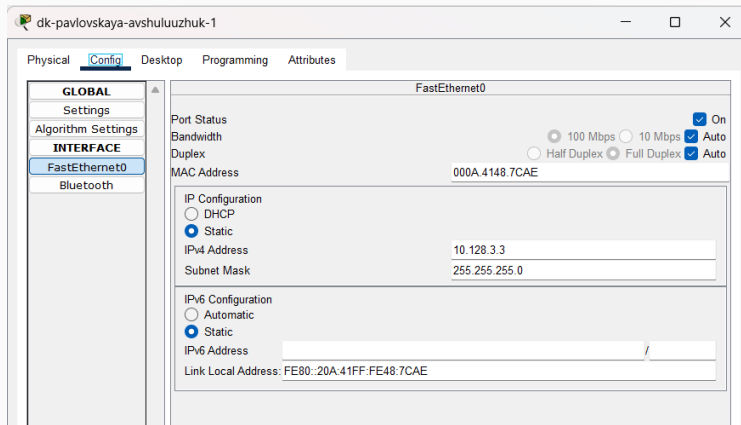 dk-pavlovskaya-avshuluuzhuk-1
Physical Config Desktop Programming Attributes
GLOBAL
Settings
Algorithm Settings
INTERFACE
FastEthernet0
Bluetooth
FastEthernet0
Port Status On
Bandwidth 100 Mbps 10 Mbps Auto
Duplex Half Duplex Full Duplex Auto
MAC Address 000A.4148.7CAE
IP Configuration
DHCP
Static
IPv4 Address 10.128.3.3
Subnet Mask 255.255.255.0
IPv6 Configuration
Automatic
Static
IPv6 Address /
Link Local Address: FE80::20A:41FF:FE48:7CAE